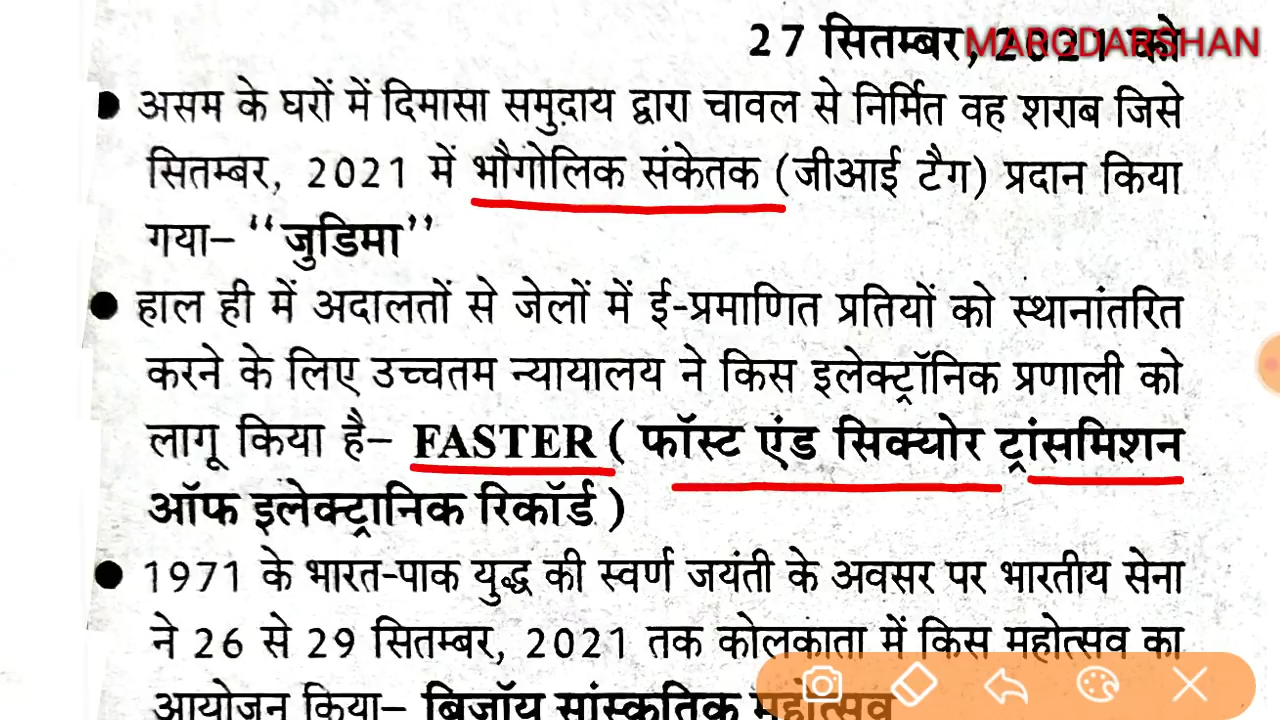 27 सितम्बर, 2021 को
MARGDARSHAN
असम के घरों में दिमासा समुदाय द्वारा चावल से निर्मित वह शराब जिसे
सितम्बर, 2021 में भौगोलिक संकेतक (जीआई टैग) प्रदान किया
गया– ‘‘जुडिमा’’
हाल ही में अदालतों से जेलों में ई-प्रमाणित प्रतियों को स्थानांतरित
करने के लिए उच्चतम न्यायालय ने किस इलेक्ट्रॉनिक प्रणाली को
लागू किया है– FASTER ( फॉस्ट एंड सिक्योर ट्रांसमिशन
ऑफ इलेक्ट्रानिक रिकॉर्ड )
1971 के भारत-पाक युद्ध की स्वर्ण जयंती के अवसर पर भारतीय सेना
ने 26 से 29 सितम्बर, 2021 तक कोलकाता में किस महोत्सव का
आयोजन किया– बिजॉय सांस्कृतिक महोत्सव